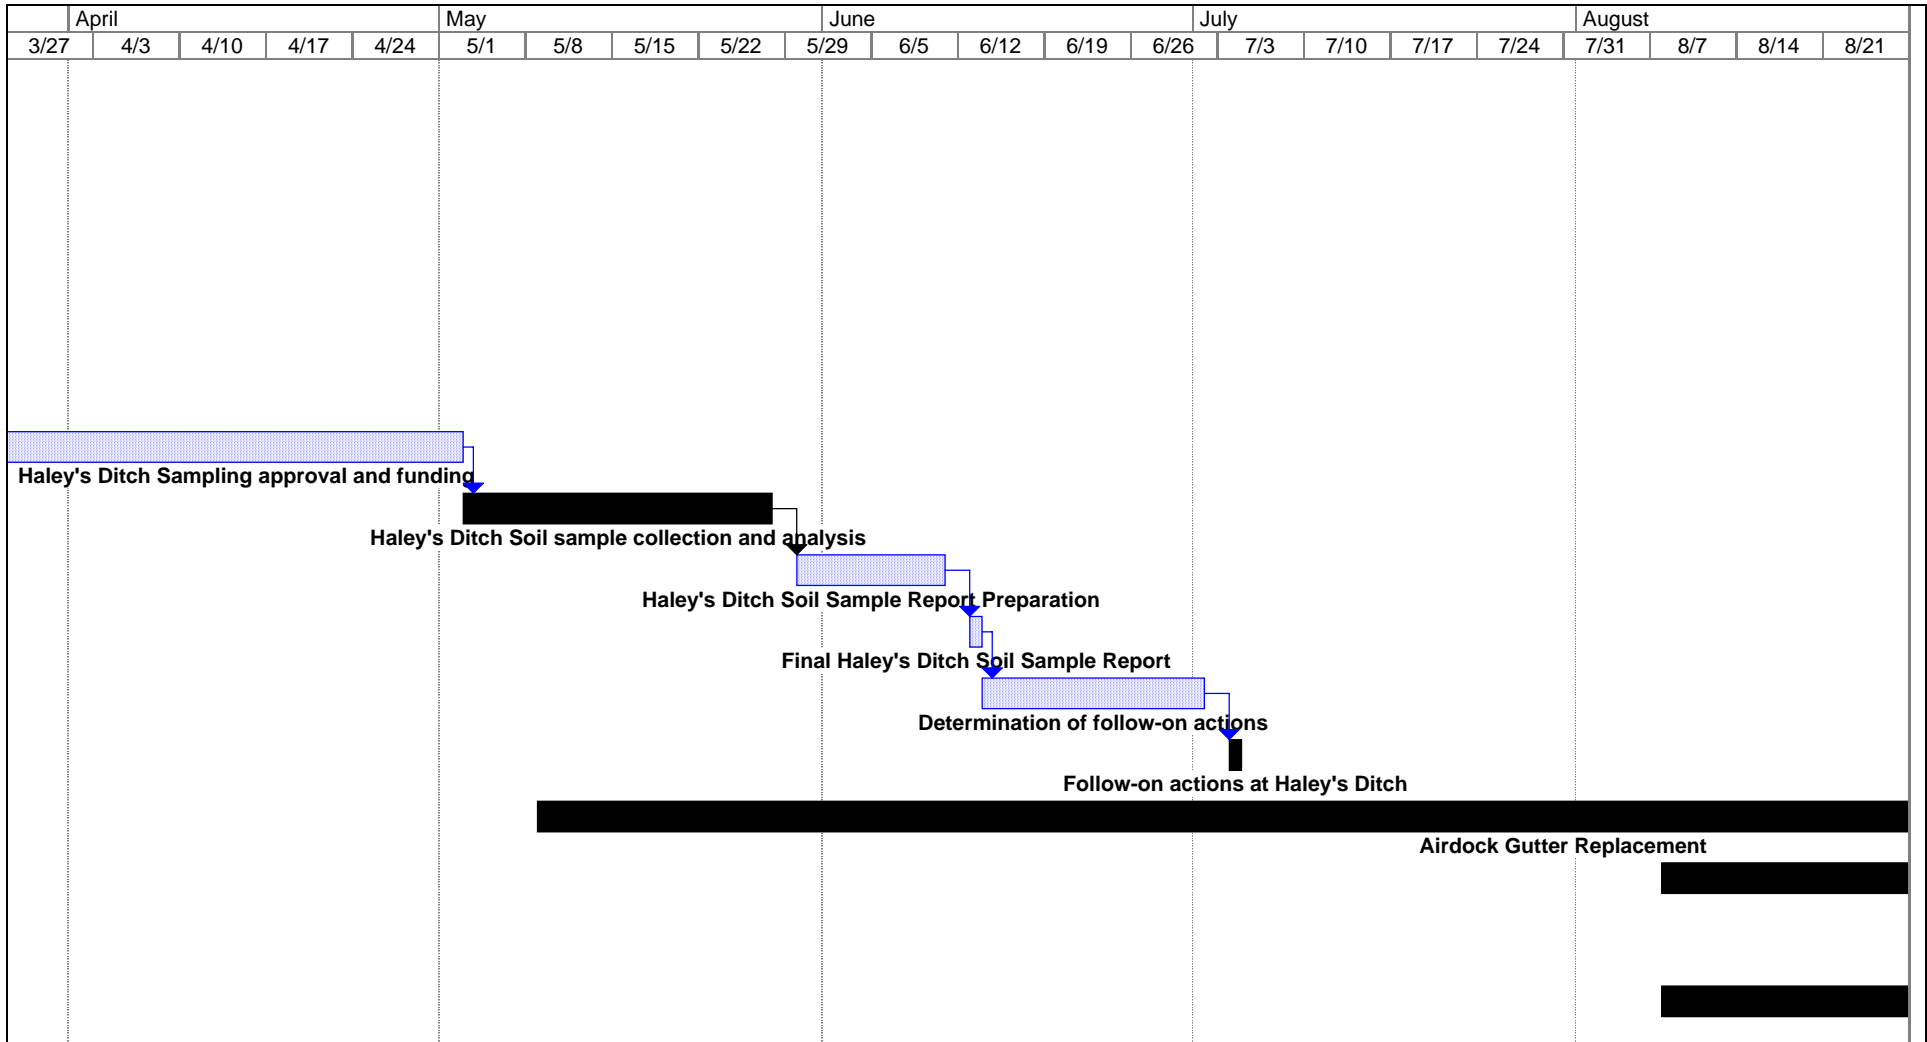 April May June July August
3/27 4/3 4/10 4/17 4/24 5/1 5/8 5/15 5/22 5/29 6/5 6/12 6/19 6/26 7/3 7/10 7/17 7/24 7/31 8/7 8/14 8/21
Haley's Ditch Sampling approval and funding
Haley's Ditch Soil sample collection and analysis
Haley's Ditch Soil Sample Report Preparation
Final Haley's Ditch Soil Sample Report
Determination of follow-on actions
Follow-on actions at Haley's Ditch
Airdock Gutter Replacement